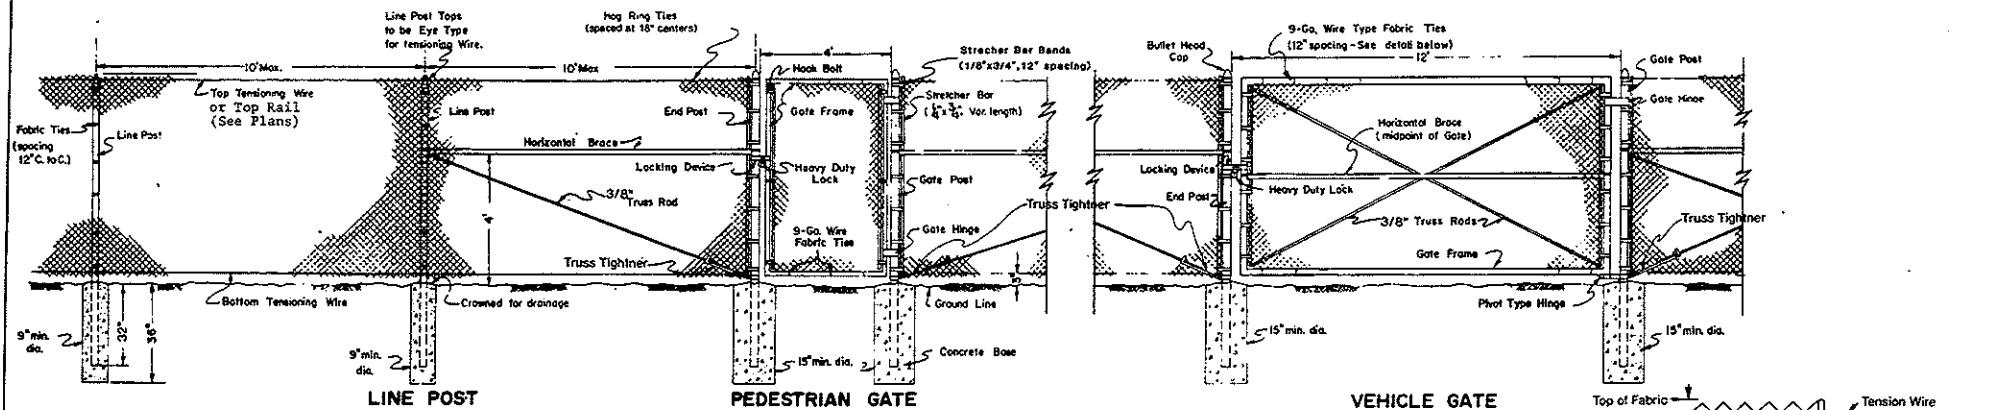 Line Post Tops
to be Eye Type
for tensioning Wire.
Hog Ring Ties
(spaced at 18" centers)
4'
Strecher Bar Bands
(1/8"x3/4", 12" spacing)
Bullet Head
Cap
9-Ga. Wire Type Fabric Ties
(12" spacing - See detail below)
12'
Gate Post
10' Max.
10' Max
Hook Bolt
Top Tensioning Wire
or Top Rail
(See Plans)
Line Post
End Post
Gate Frame
Stretcher Bar
(1/4" x 3/4". Var. length)
Gate Hinge
Fabric Ties
(spacing
12" C. to C.)
Line Post
Horizontal Brace
Horizontal Brace
(midpoint of Gate)
Locking Device
Heavy Duty
Lock
Gate Post
Locking Device
Heavy Duty Lock
End Post
3/8"
Truss Rod
4'
Truss Tightner
3/8" Truss Rods
Truss Tightner
9-Ga. Wire
Fabric Ties
Gate Hinge
Truss Tightner
Gate Frame
3"
Bottom Tensioning Wire
Crowned for drainage
Ground Line
Pivot Type Hinge
9" min.
dia.
32"
36"
9" min.
dia.
15" min. dia.
Concrete Base
15" min. dia.
15" min.
dia.
LINE POST
PEDESTRIAN GATE
VEHICLE GATE
Top of Fabric
Tension Wire